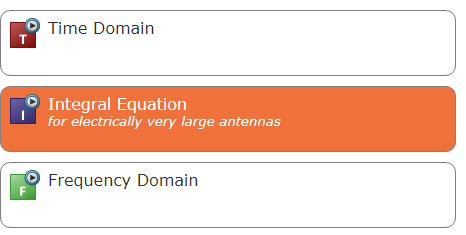 T
Time Domain
I
Integral Equation
for electrically very large antennas
F
Frequency Domain